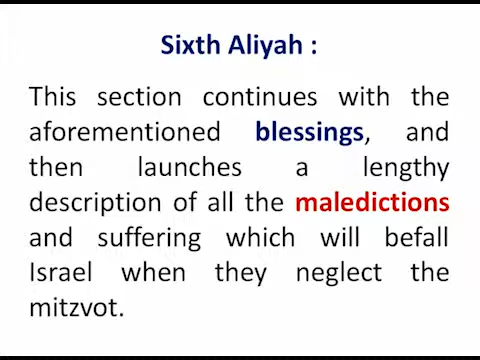 Sixth Aliyah :
This section continues with the
aforementioned blessings, and
then launches a lengthy
description of all the maledictions
and suffering which will befall
Israel when they neglect the
mitzvot.